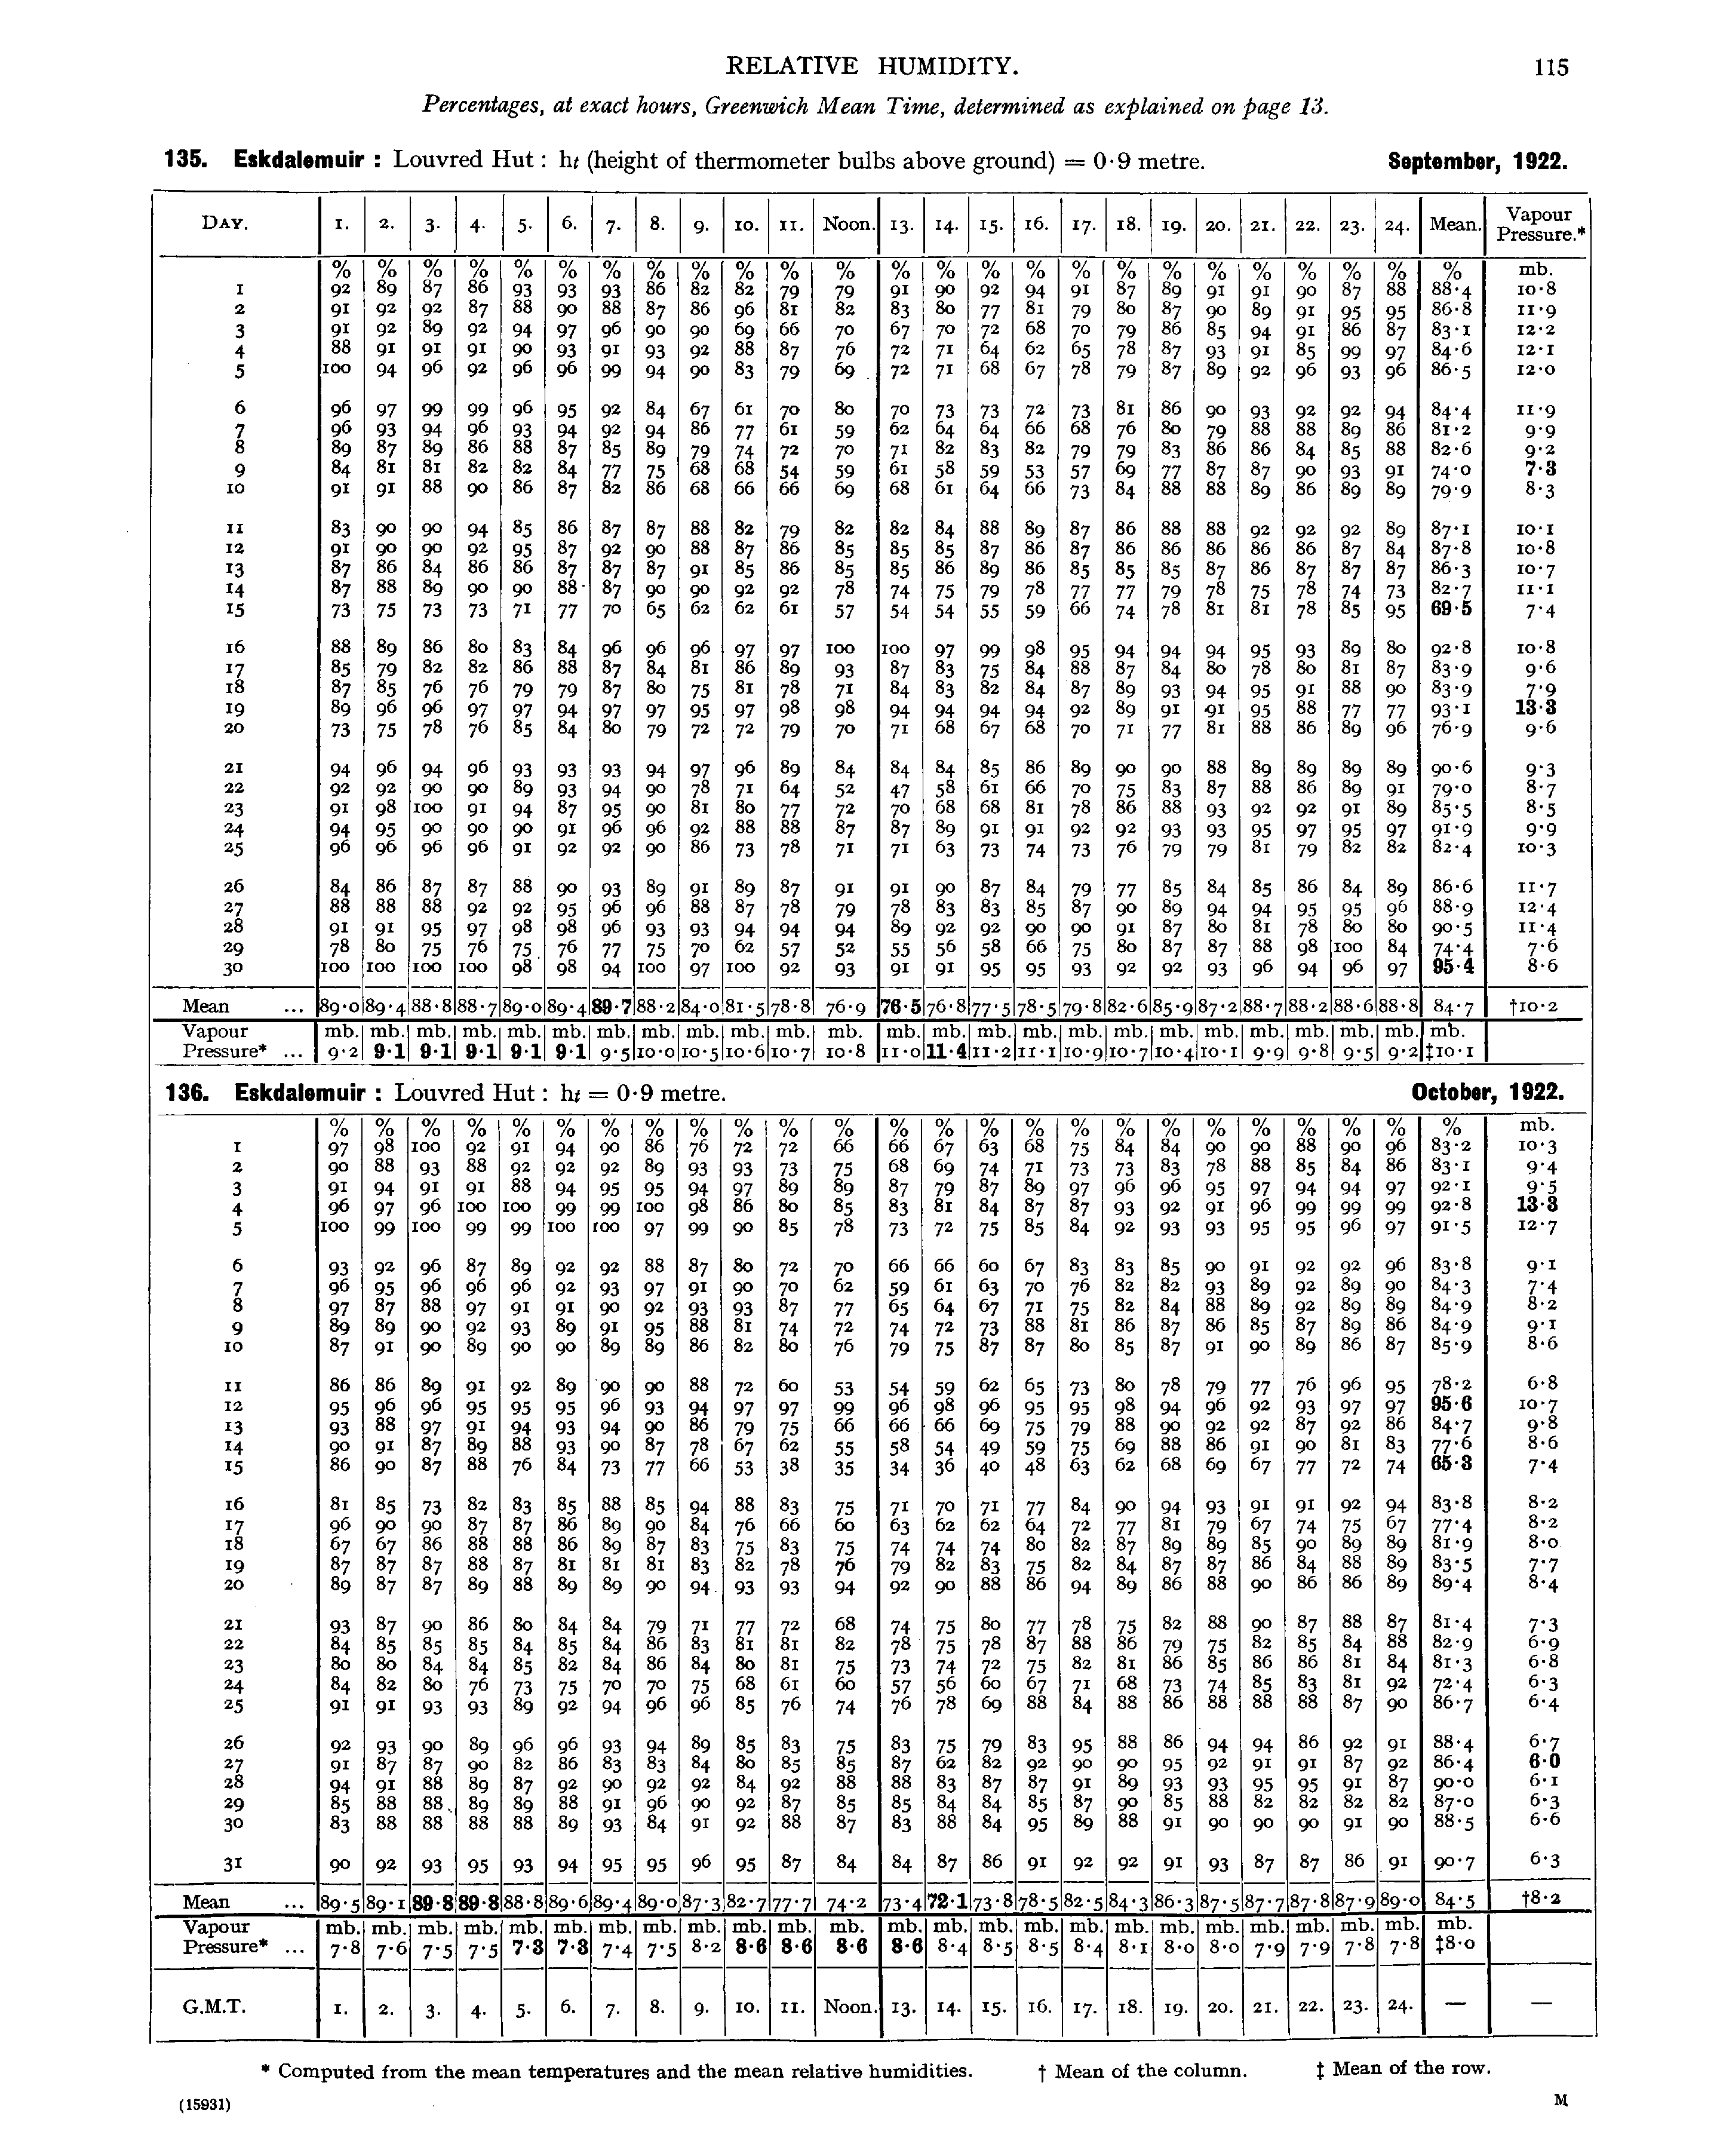 RELATIVE HUMIDITY. 115
Percentages, at exact hours, Greenwich Mean Time, determined as explained on page 13.
135. Eskdalemuir : Louvred Hut : ht (height of thermometer bulbs above ground) = 0·9 metre. September, 1922.
DAY. 1. 2. 3. 4. 5. 6. 7. 8. 9. 10. 11. Noon. 13. 14. 15. 16. 17. 18. 19. 20. 21. 22. 23. 24. Mean. Vapour Pressure.*
% % % % % % % % % % % % % % % % % % % % % % % % % mb.
1 92 89 87 86 93 93 93 86 82 82 79 79 91 90 92 94 91 87 89 91 91 90 87 88 88·4 10·8
2 91 92 92 87 88 90 88 87 86 96 81 82 83 80 77 81 79 80 87 90 89 91 95 95 86·8 11·9
3 91 92 89 92 94 97 96 90 90 69 66 70 67 70 72 68 70 79 86 85 94 91 86 87 83·1 12·2
4 88 91 91 91 90 93 91 93 92 88 87 76 72 71 64 62 65 78 87 93 91 85 99 97 84·6 12·1
5 100 94 96 92 96 96 99 94 90 83 79 69 72 71 68 67 78 79 87 89 92 96 93 96 86·5 12·0
6 96 97 99 99 96 95 92 84 67 61 70 80 70 73 73 72 73 81 86 90 93 92 92 94 84·4 11·9
7 96 93 94 96 93 94 92 94 86 77 61 59 62 64 64 66 68 76 80 79 88 88 89 86 81·2 9·9
8 89 87 89 86 88 87 85 89 79 74 72 70 71 82 83 82 79 79 83 86 86 84 85 88 82·6 9·2
9 84 81 81 82 82 84 77 75 68 68 54 59 61 58 59 53 57 69 77 87 87 90 93 91 74·0 7·3
10 91 91 88 90 86 87 82 86 68 66 66 69 68 61 64 66 73 84 88 88 89 86 89 89 79·9 8·3
11 83 90 90 94 85 86 87 87 88 82 79 82 82 84 88 89 87 86 88 88 92 92 92 89 87·1 10·1
12 91 90 90 92 95 87 92 90 88 87 86 85 85 85 87 86 87 86 86 86 86 86 87 84 87·8 10·8
13 87 86 84 86 86 87 87 87 91 85 86 85 85 86 89 86 85 85 85 87 86 87 87 87 86·3 10·7
14 87 88 89 90 90 88 87 90 90 92 92 78 74 75 79 78 77 77 79 78 75 78 74 73 82·7 11·1
15 73 75 73 73 71 77 70 65 62 62 61 57 54 54 55 59 66 74 78 81 81 78 85 95 69·5 7·4
16 88 89 86 80 83 84 96 96 96 97 97 100 100 97 99 98 95 94 94 94 95 93 89 80 92·8 10·8
17 85 79 82 82 86 88 87 84 81 86 89 93 87 83 75 84 88 87 84 80 78 80 81 87 83·9 9·6
18 87 85 76 76 79 79 87 80 75 81 78 71 84 83 82 84 87 89 93 94 95 91 88 90 83·9 7·9
19 89 96 96 97 97 94 97 97 95 97 98 98 94 94 94 94 92 89 91 91 95 88 77 77 93·1 13·3
20 73 75 78 76 85 84 80 79 72 72 79 70 71 68 67 68 70 71 77 81 88 86 89 96 76·9 9·6
21 94 96 94 96 93 93 93 94 97 96 89 84 84 84 85 86 89 90 90 88 89 89 89 89 90·6 9·3
22 92 92 90 90 89 93 94 90 78 71 64 52 47 58 61 66 70 75 83 87 88 86 89 91 79·0 8·7
23 91 98 100 91 94 87 95 90 81 80 77 72 70 68 68 81 78 86 88 93 92 92 91 89 85·5 8·5
24 94 95 90 90 90 91 96 96 92 88 88 87 87 89 91 91 92 92 93 93 95 97 95 97 91·9 9·9
25 96 96 96 96 91 92 92 90 86 73 78 71 71 63 73 74 73 76 79 79 81 79 82 82 82·4 10·3
26 84 86 87 87 88 90 93 89 91 89 87 91 91 90 87 84 79 77 85 84 85 86 84 89 86·6 11·7
27 88 88 88 92 92 95 96 96 88 87 78 79 78 83 83 85 87 90 89 94 94 95 95 96 88·9 12·4
28 91 91 95 97 98 98 96 93 93 94 94 94 89 92 92 90 90 91 87 80 81 78 80 80 90·5 11·4
29 78 80 75 76 75 76 77 75 70 62 57 52 55 56 58 66 75 80 87 87 88 98 100 84 74·4 7·6
30 100 100 100 100 98 98 94 100 97 100 92 93 91 91 95 95 93 92 92 93 96 94 96 97 95·4 8·6
Mean ... 89·0 89·4 88·8 88·7 89·0 89·4 89·7 88·2 84·0 81·5 78·8 76·9 76·5 76·8 77·5 78·5 79·8 82·6 85·9 87·2 88·7 88·2 88·6 88·8 84·7 †10·2
Vapour mb. mb. mb. mb. mb. mb. mb. mb. mb. mb. mb. mb. mb. mb. mb. mb. mb. mb. mb. mb. mb. mb. mb. mb. mb.
Pressure* ... 9·2 9·1 9·1 9·1 9·1 9·1 9·5 10·0 10·5 10·6 10·7 10·8 11·0 11·4 11·2 11·1 10·9 10·7 10·4 10·1 9·9 9·8 9·5 9·2 ‡10·1
136. Eskdalemuir : Louvred Hut : ht = 0·9 metre. October, 1922.
% % % % % % % % % % % % % % % % % % % % % % % % % mb.
1 97 98 100 92 91 94 90 86 76 72 72 66 66 67 63 68 75 84 84 90 90 88 90 96 83·2 10·3
2 90 88 93 88 92 92 92 89 93 93 73 75 68 69 74 71 73 73 83 78 88 85 84 86 83·1 9·4
3 91 94 91 91 88 94 95 95 94 97 89 89 87 79 87 89 97 96 96 95 97 94 94 97 92·1 9·5
4 96 97 96 100 100 99 99 100 98 86 80 85 83 81 84 87 87 93 92 91 96 99 99 99 92·8 13·3
5 100 99 100 99 99 100 100 97 99 90 85 78 73 72 75 85 84 92 93 93 95 95 96 97 91·5 12·7
6 93 92 96 87 89 92 92 88 87 80 72 70 66 66 60 67 83 83 85 90 91 92 92 96 83·8 9·1
7 96 95 96 96 96 92 93 97 91 90 70 62 59 61 63 70 76 82 82 93 89 92 89 90 84·3 7·4
8 97 87 88 97 91 91 90 92 93 93 87 77 65 64 67 71 75 82 84 88 89 92 89 89 84·9 8·2
9 89 89 90 92 93 89 91 95 88 81 74 72 74 72 73 88 81 86 87 86 85 87 89 86 84·9 9·1
10 87 91 90 89 90 90 89 89 86 82 80 76 79 75 87 87 80 85 87 91 90 89 86 87 85·9 8·6
11 86 86 89 91 92 89 90 90 88 72 60 53 54 59 62 65 73 80 78 79 77 76 96 95 78·2 6·8
12 95 96 96 95 95 95 96 93 94 97 97 99 96 98 96 95 95 98 94 96 92 93 97 97 95·6 10·7
13 93 88 97 91 94 93 94 90 86 79 75 66 66 66 69 75 79 88 90 92 92 87 92 86 84·7 9·8
14 90 91 87 89 88 93 90 87 78 67 62 55 58 54 49 59 75 69 88 86 91 90 81 83 77·6 8·6
15 86 90 87 88 76 84 73 77 66 53 38 35 34 36 40 48 63 62 68 69 67 77 72 74 65·3 7·4
16 81 85 73 82 83 85 88 85 94 88 83 75 71 70 71 77 84 90 94 93 91 91 92 94 83·8 8·2
17 96 90 90 87 87 86 89 90 84 76 66 60 63 62 62 64 72 77 81 79 67 74 75 67 77·4 8·2
18 67 67 86 88 88 86 89 87 83 75 83 75 74 74 74 80 82 87 89 89 85 90 89 89 81·9 8·0
19 87 87 87 88 87 81 81 81 83 82 78 76 79 82 83 75 82 84 87 87 86 84 88 89 83·5 7·7
20 89 87 87 89 88 89 89 90 94 93 93 94 92 90 88 86 94 89 86 88 90 86 86 89 89·4 8·4
21 93 87 90 86 80 84 84 79 71 77 72 68 74 75 80 77 78 75 82 88 90 87 88 87 81·4 7·3
22 84 85 85 85 84 85 84 86 83 81 81 82 78 75 78 87 88 86 79 75 82 85 84 88 82·9 6·9
23 80 80 84 84 85 82 84 86 84 80 81 75 73 74 72 75 82 81 86 85 86 86 81 84 81·3 6·8
24 84 82 80 76 73 75 70 70 75 68 61 60 57 56 60 67 71 68 73 74 85 83 81 92 72·4 6·3
25 91 91 93 93 89 92 94 96 96 85 76 74 76 78 69 88 84 88 86 88 88 88 87 90 86·7 6·4
26 92 93 90 89 96 96 93 94 89 85 83 75 83 75 79 83 95 88 86 94 94 86 92 91 88·4 6·7
27 91 87 87 90 82 86 83 83 84 80 85 85 87 62 82 92 90 90 95 92 91 91 87 92 86·4 6·0
28 94 91 88 89 87 92 90 92 92 84 92 88 88 83 87 87 91 89 93 93 95 95 91 87 90·0 6·1
29 85 88 88 89 89 88 91 96 90 92 87 85 85 84 84 85 87 90 85 88 82 82 82 82 87·0 6·3
30 83 88 88 88 88 89 93 84 91 92 88 87 83 88 84 95 89 88 91 90 90 90 91 90 88·5 6·6
31 90 92 93 95 93 94 95 95 96 95 87 84 84 87 86 91 92 92 91 93 87 87 86 91 90·7 6·3
Mean ... 89·5 89·1 89·8 89·8 88·8 89·6 89·4 89·0 87·3 82·7 77·7 74·2 73·4 72·1 73·8 78·5 82·5 84·3 86·3 87·5 87·7 87·8 87·9 89·0 84·5 †8·2
Vapour mb. mb. mb. mb. mb. mb. mb. mb. mb. mb. mb. mb. mb. mb. mb. mb. mb. mb. mb. mb. mb. mb. mb. mb. mb.
Pressure* ... 7·8 7·6 7·5 7·5 7·3 7·3 7·4 7·5 8·2 8·6 8·6 8·6 8·6 8·4 8·5 8·5 8·4 8·1 8·0 8·0 7·9 7·9 7·8 7·8 ‡8·0
G.M.T. 1. 2. 3. 4. 5. 6. 7. 8. 9. 10. 11. Noon. 13. 14. 15. 16. 17. 18. 19. 20. 21. 22. 23. 24. — —
* Computed from the mean temperatures and the mean relative humidities. † Mean of the column. ‡ Mean of the row.
(15931) M